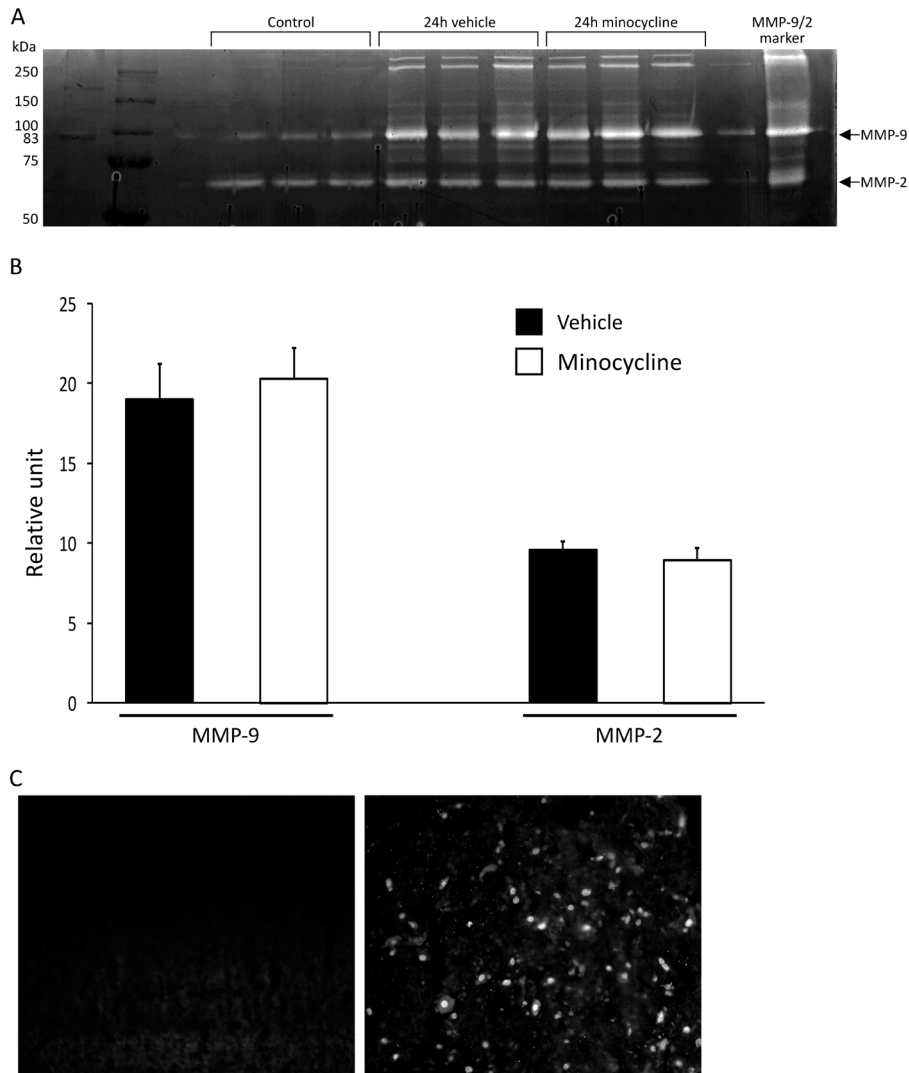 A
Control
24h vehicle
24h minocycline
MMP-9/2
marker
kDa
250
150
100
83
75
50
MMP-9
MMP-2
B
25
20
15
10
5
0
Relative unit
Vehicle
Minocycline
MMP-9
MMP-2
C